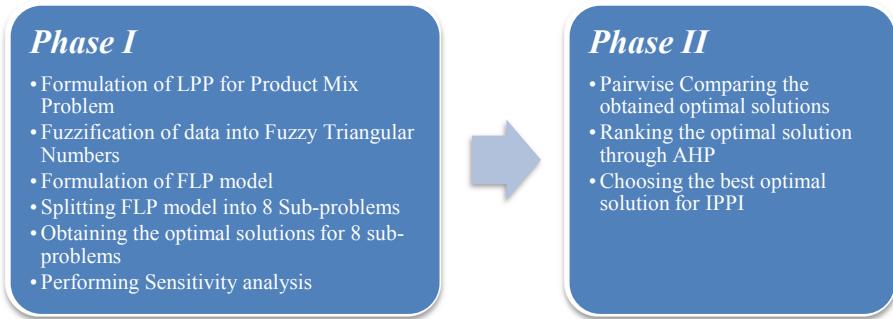 Phase I
• Formulation of LPP for Product Mix
Problem
• Fuzzification of data into Fuzzy Triangular
Numbers
• Formulation of FLP model
• Splitting FLP model into 8 Sub-problems
• Obtaining the optimal solutions for 8 sub-
problems
• Performing Sensitivity analysis
Phase II
• Pairwise Comparing the
obtained optimal solutions
• Ranking the optimal solution
through AHP
• Choosing the best optimal
solution for IPPI